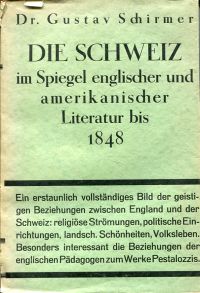 Dr. Gustav Schirmer
DIE SCHWEIZ
im Spiegel englischer und
amerikanischer
Literatur bis
1848
Ein erstaunlich vollständiges Bild der geisti-
gen Beziehungen zwischen England und der
Schweiz: religiöse Strömungen, politische Ein-
richtungen, landsch. Schönheiten, Volksleben.
Besonders interessant die Beziehungen der
englischen Pädagogen zum Werke Pestalozzis.